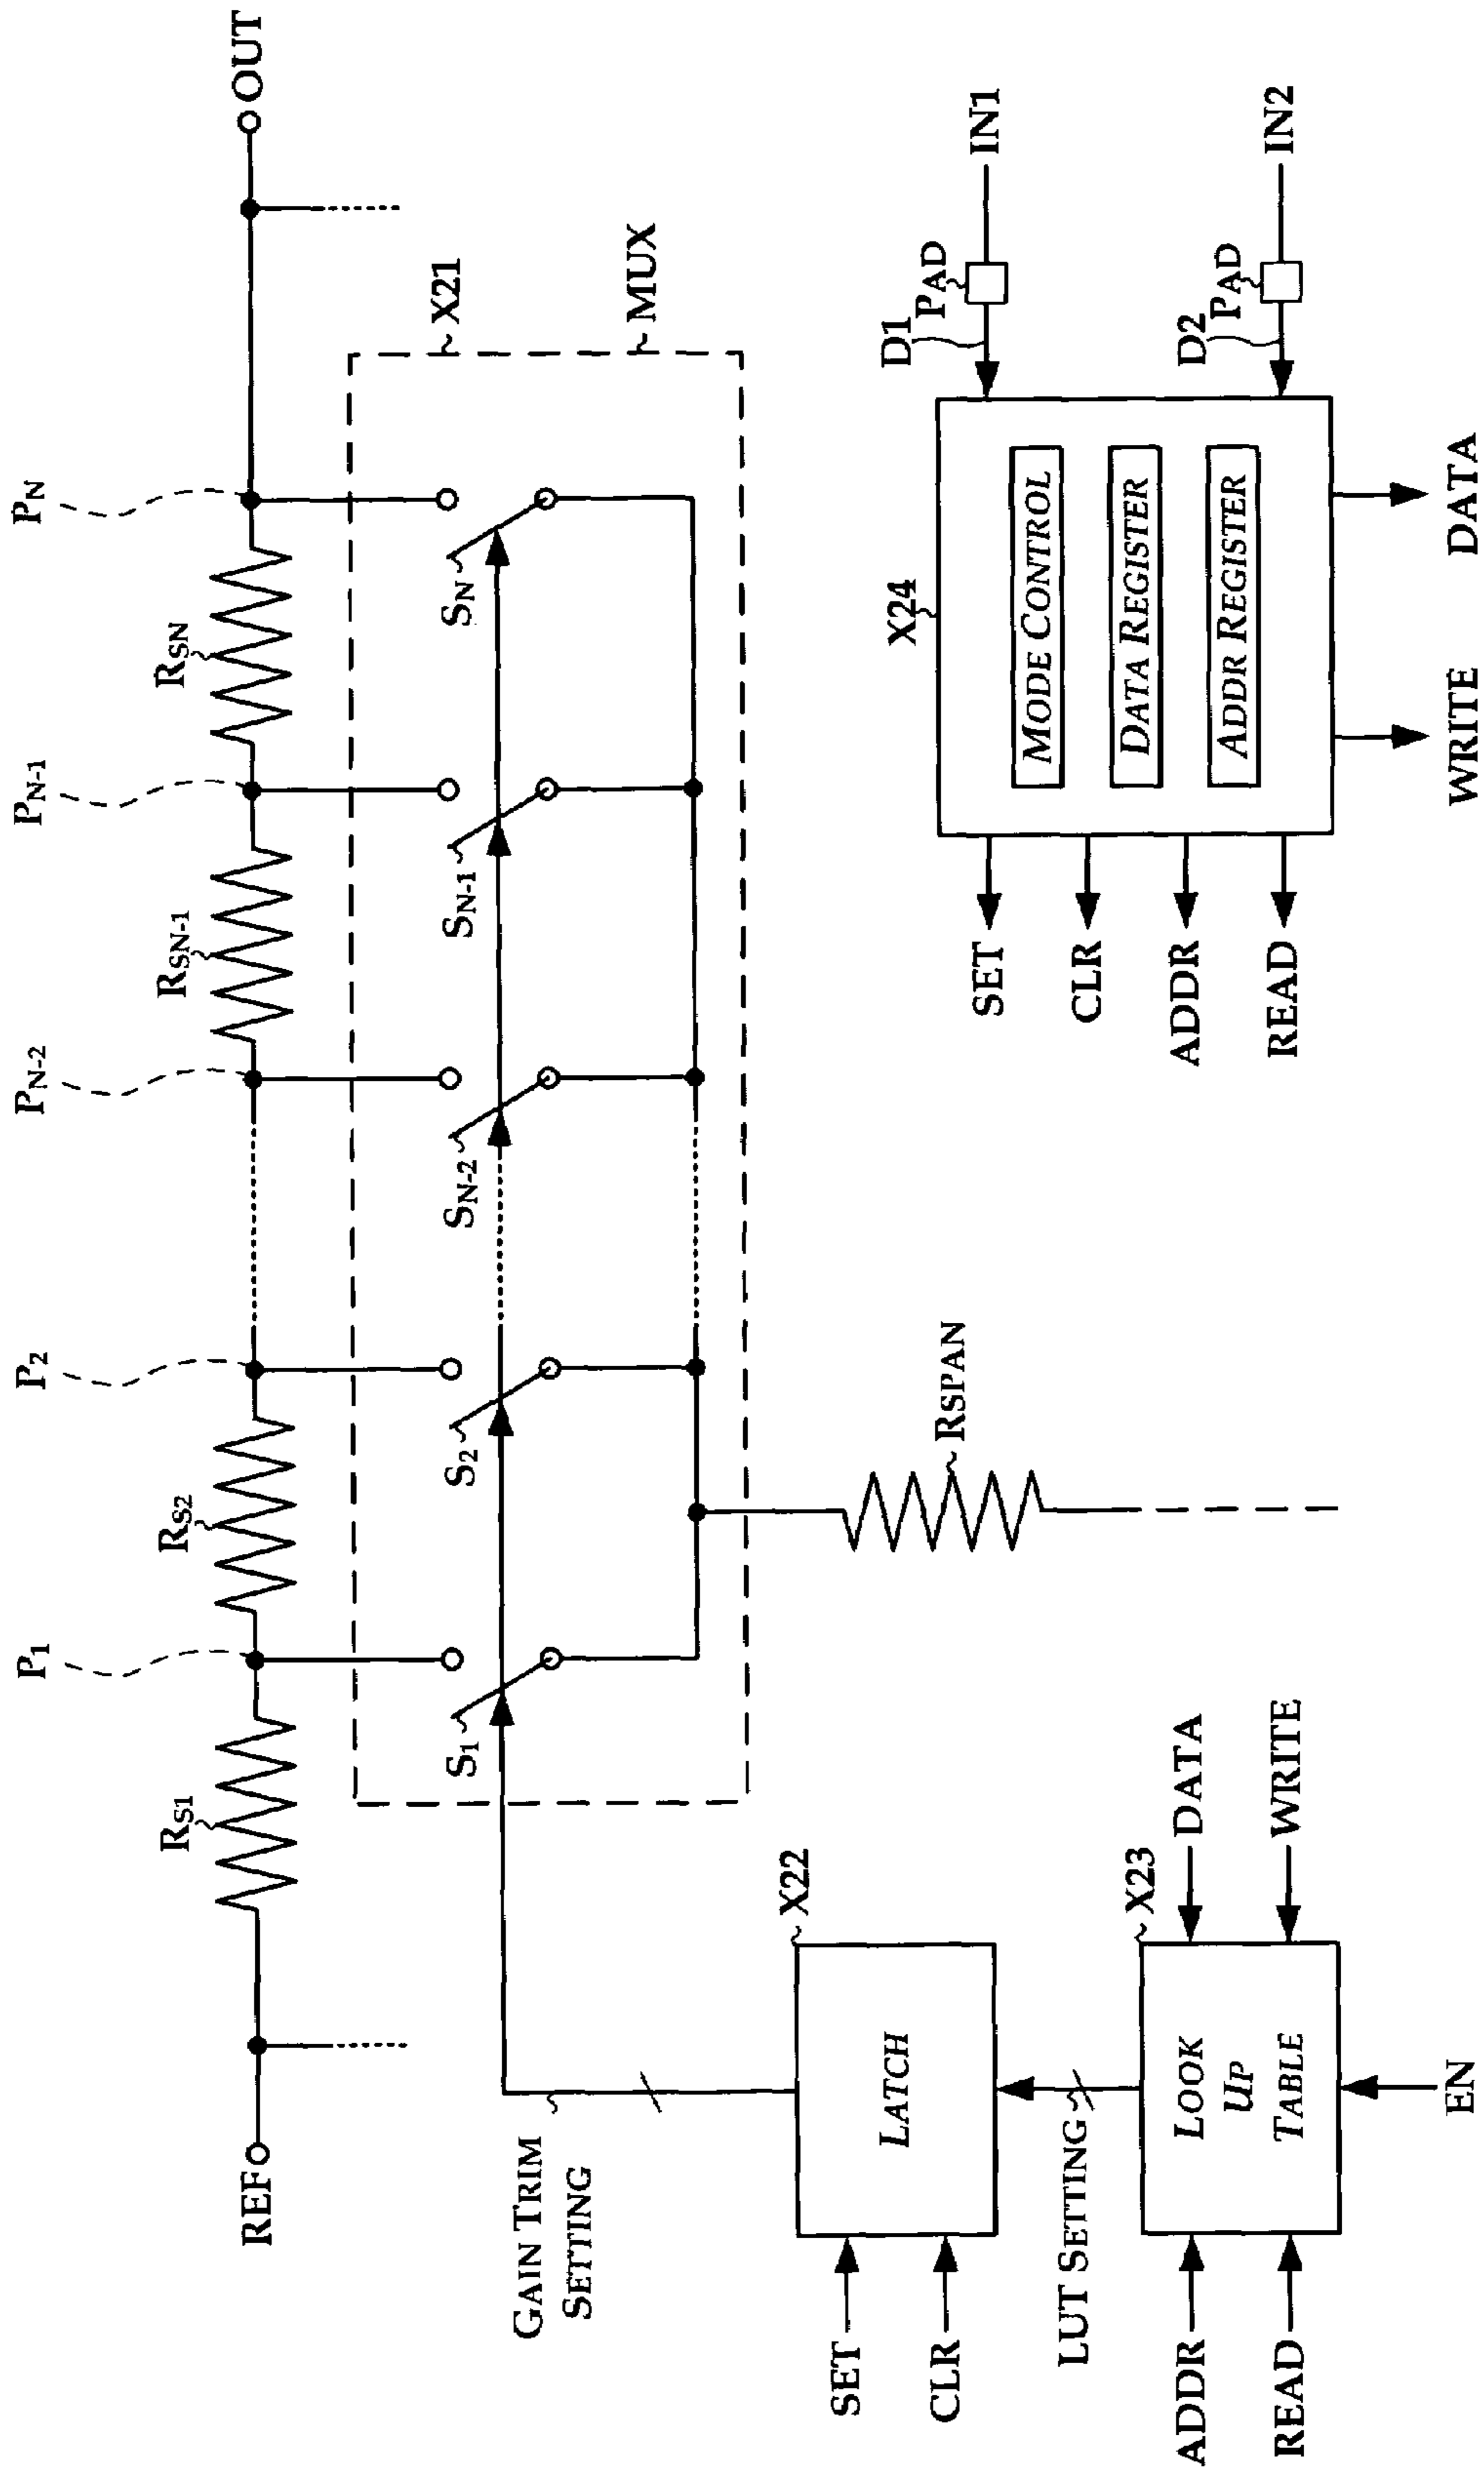 P1
P2
PN-2
PN-1
PN
RS1
RS2
RSN-1
RSN
REF
OUT
X21
MUX
S1
S2
SN-2
SN-1
SN
GAIN TRIM
SETTING
RSPAN
X22
LATCH
SET
CLR
LUT SETTING
X23
LOOK
UP
TABLE
ADDR
READ
DATA
WRITE
EN
X24
MODE CONTROL
DATA REGISTER
ADDR REGISTER
SET
CLR
ADDR
READ
WRITE
DATA
D1
PAD
IN1
D2
PAD
IN2